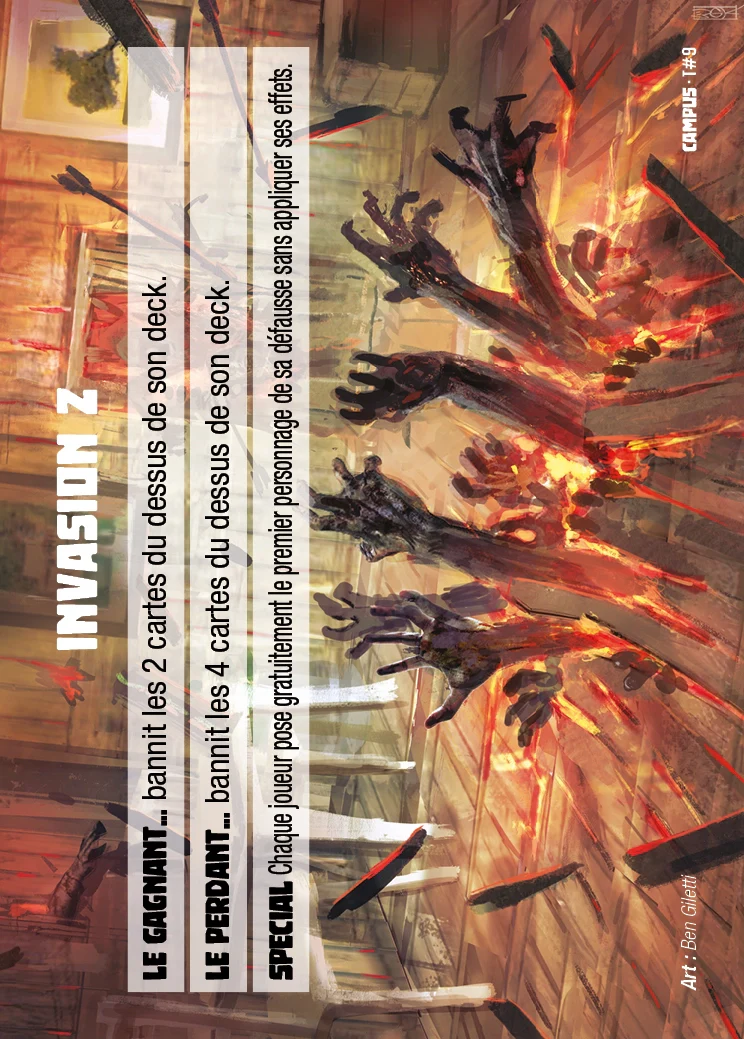 INVASION Z
LE GAGNANT... bannit les 2 cartes du dessus de son deck.
LE PERDANT... bannit les 4 cartes du dessus de son deck.
SPECIAL Chaque joueur pose gratuitement le premier personnage de sa défausse sans appliquer ses effets.
Art : Ben Giletti
CAMPUS · T#9